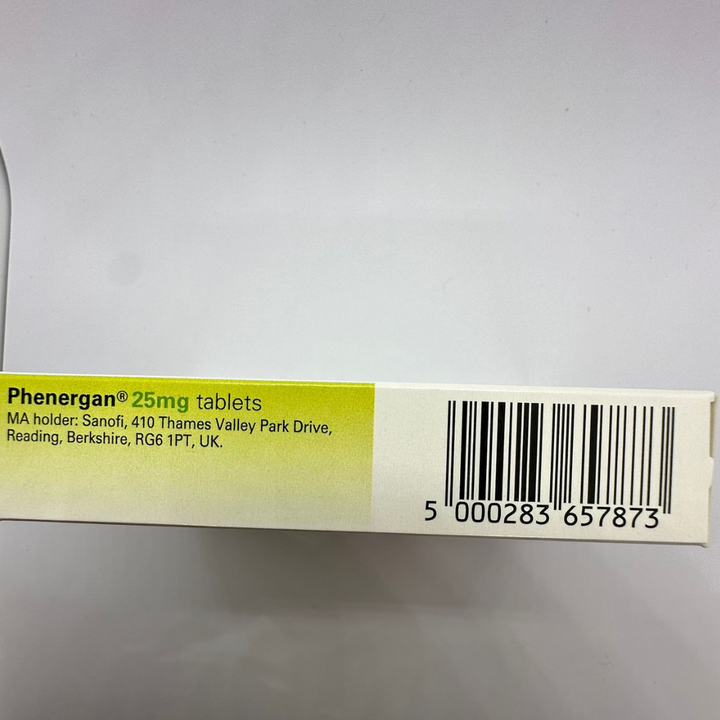 Phenergan® 25mg tablets
MA holder: Sanofi, 410 Thames Valley Park Drive,
Reading, Berkshire, RG6 1PT, UK.
5 000283 657873